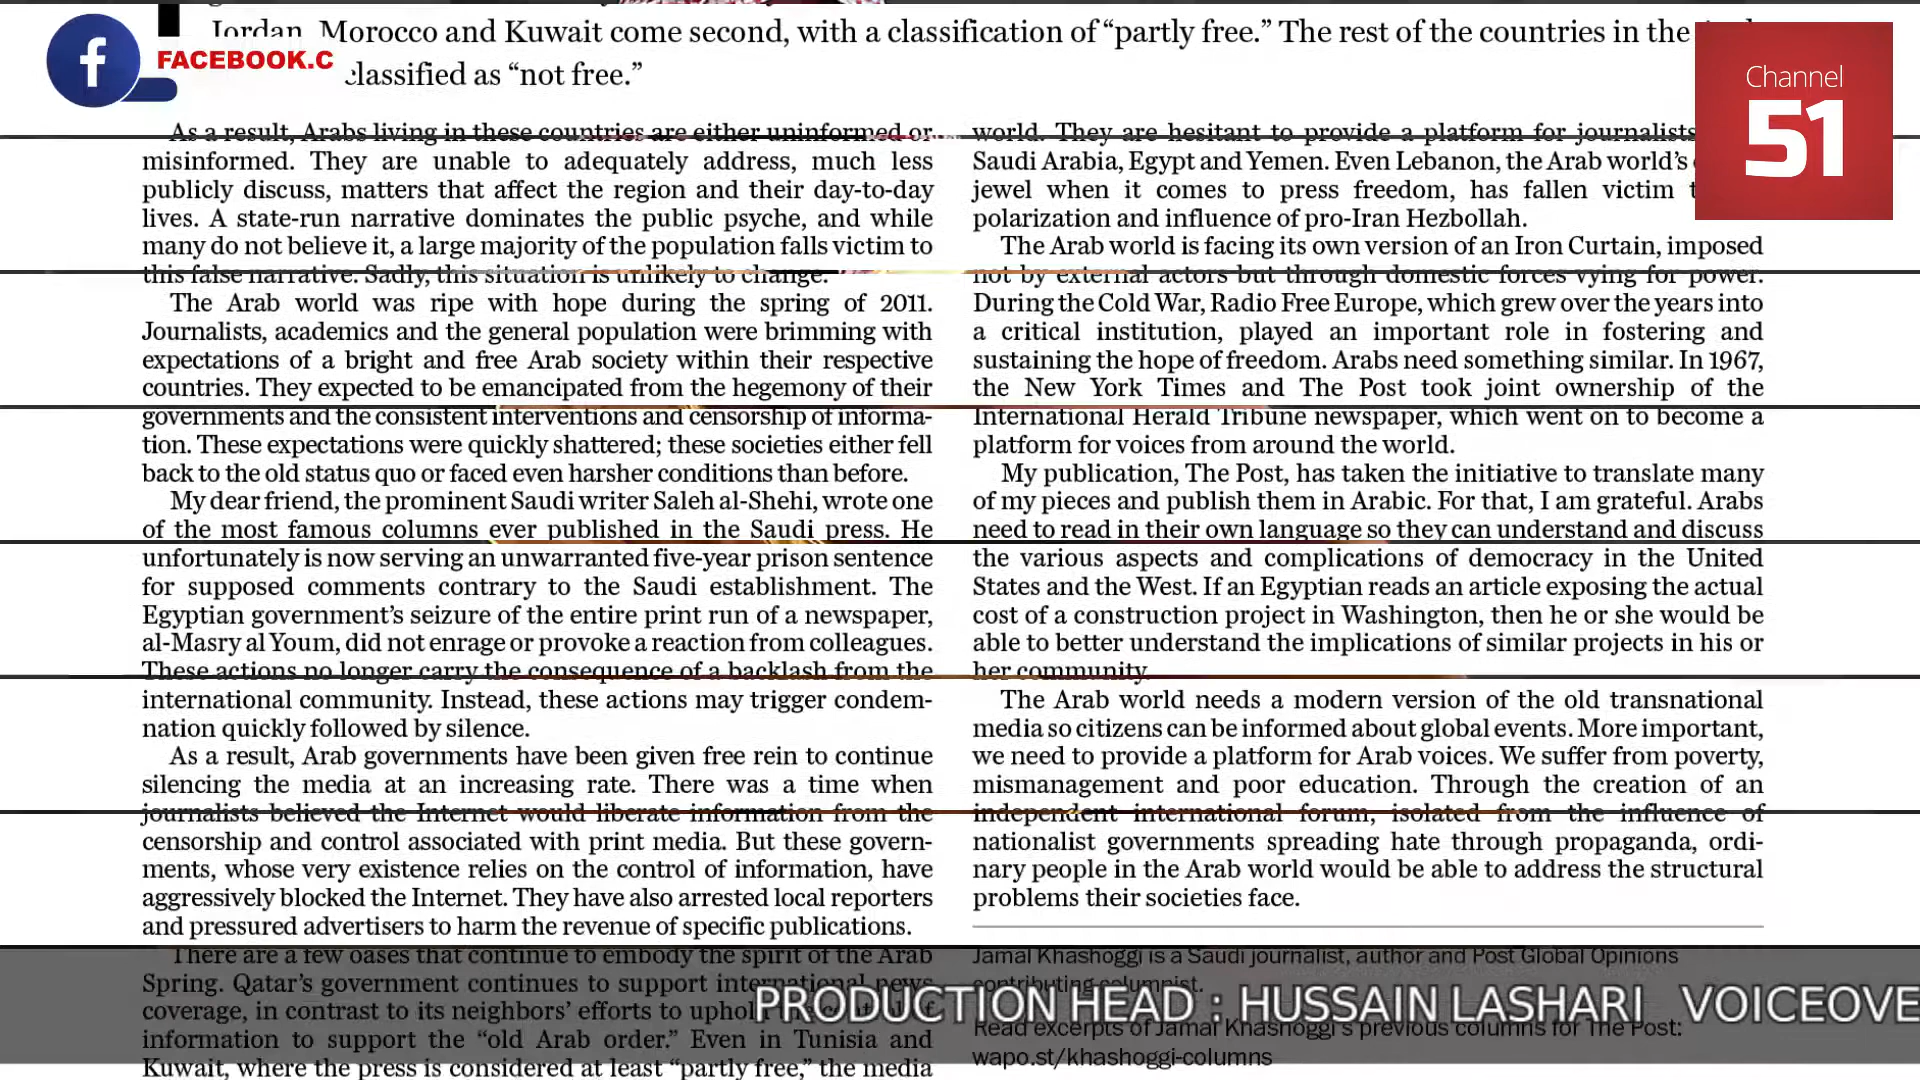 Jordan, Morocco and Kuwait come second, with a classification of “partly free.” The rest of the countries in the
classified as “not free.”
f
FACEBOOK.C
Channel
51
As a result, Arabs living in these countries are either uninformed or
misinformed. They are unable to adequately address, much less
publicly discuss, matters that affect the region and their day-to-day
lives. A state-run narrative dominates the public psyche, and while
many do not believe it, a large majority of the population falls victim to
this false narrative. Sadly, this situation is unlikely to change.
The Arab world was ripe with hope during the spring of 2011.
Journalists, academics and the general population were brimming with
expectations of a bright and free Arab society within their respective
countries. They expected to be emancipated from the hegemony of their
governments and the consistent interventions and censorship of informa-
tion. These expectations were quickly shattered; these societies either fell
back to the old status quo or faced even harsher conditions than before.
My dear friend, the prominent Saudi writer Saleh al-Shehi, wrote one
of the most famous columns ever published in the Saudi press. He
unfortunately is now serving an unwarranted five-year prison sentence
for supposed comments contrary to the Saudi establishment. The
Egyptian government’s seizure of the entire print run of a newspaper,
al-Masry al Youm, did not enrage or provoke a reaction from colleagues.
These actions no longer carry the consequence of a backlash from the
international community. Instead, these actions may trigger condem-
nation quickly followed by silence.
As a result, Arab governments have been given free rein to continue
silencing the media at an increasing rate. There was a time when
journalists believed the Internet would liberate information from the
censorship and control associated with print media. But these govern-
ments, whose very existence relies on the control of information, have
aggressively blocked the Internet. They have also arrested local reporters
and pressured advertisers to harm the revenue of specific publications.
There are a few oases that continue to embody the spirit of the Arab
Spring. Qatar’s government continues to support international news
coverage, in contrast to its neighbors’ efforts to uphold
information to support the “old Arab order.” Even in Tunisia and
Kuwait, where the press is considered at least “partly free,” the media
world. They are hesitant to provide a platform for journalists
Saudi Arabia, Egypt and Yemen. Even Lebanon, the Arab world’s
jewel when it comes to press freedom, has fallen victim
polarization and influence of pro-Iran Hezbollah.
The Arab world is facing its own version of an Iron Curtain, imposed
not by external actors but through domestic forces vying for power.
During the Cold War, Radio Free Europe, which grew over the years into
a critical institution, played an important role in fostering and
sustaining the hope of freedom. Arabs need something similar. In 1967,
the New York Times and The Post took joint ownership of the
International Herald Tribune newspaper, which went on to become a
platform for voices from around the world.
My publication, The Post, has taken the initiative to translate many
of my pieces and publish them in Arabic. For that, I am grateful. Arabs
need to read in their own language so they can understand and discuss
the various aspects and complications of democracy in the United
States and the West. If an Egyptian reads an article exposing the actual
cost of a construction project in Washington, then he or she would be
able to better understand the implications of similar projects in his or
her community.
The Arab world needs a modern version of the old transnational
media so citizens can be informed about global events. More important,
we need to provide a platform for Arab voices. We suffer from poverty,
mismanagement and poor education. Through the creation of an
independent international forum, isolated from the influence of
nationalist governments spreading hate through propaganda, ordi-
nary people in the Arab world would be able to address the structural
problems their societies face.
Jamal Khashoggi is a Saudi journalist, author and Post Global Opinions
contributing columnist.
Read excerpts of Jamal Khashoggi’s previous columns for The Post:
wapo.st/khashoggi-columns
PRODUCTION HEAD : HUSSAIN LASHARI VOICEOVE